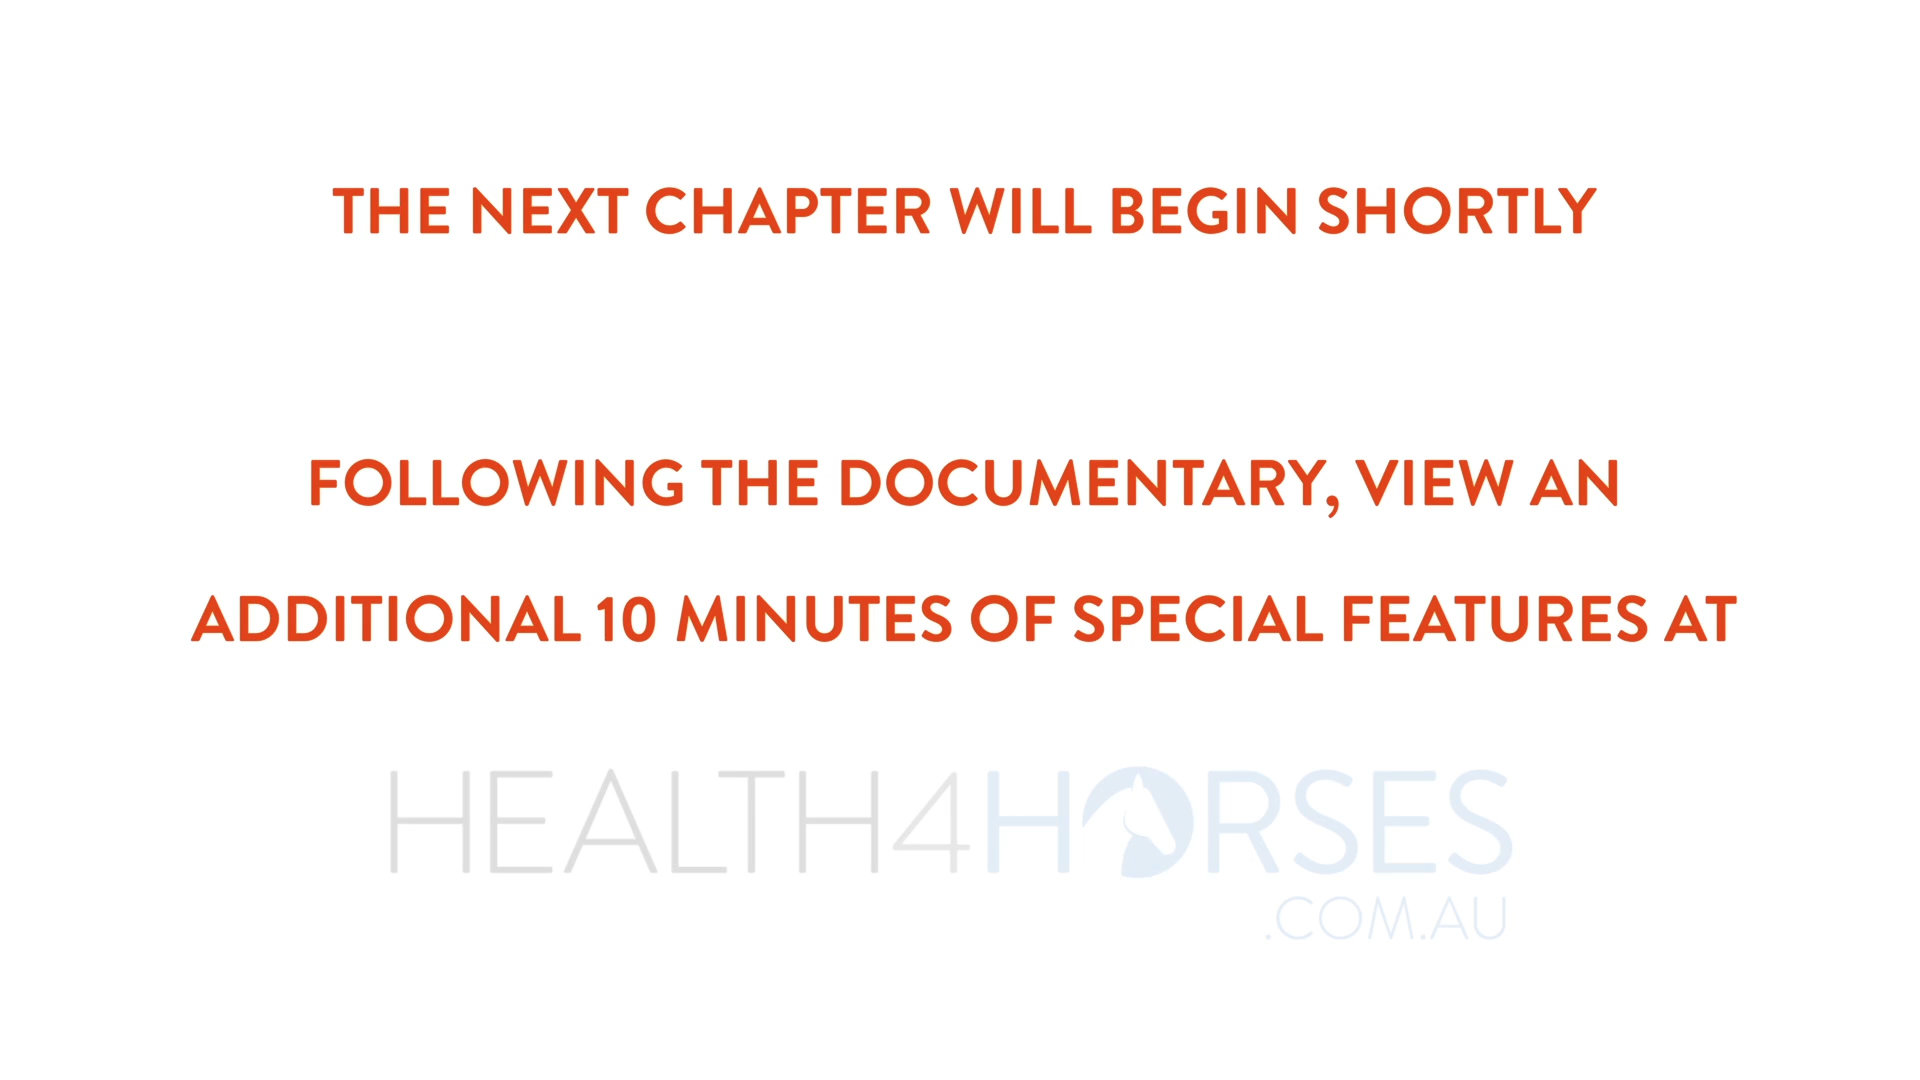 THE NEXT CHAPTER WILL BEGIN SHORTLY
FOLLOWING THE DOCUMENTARY, VIEW AN
ADDITIONAL 10 MINUTES OF SPECIAL FEATURES AT
HEALTH4HORSES
.COM.AU